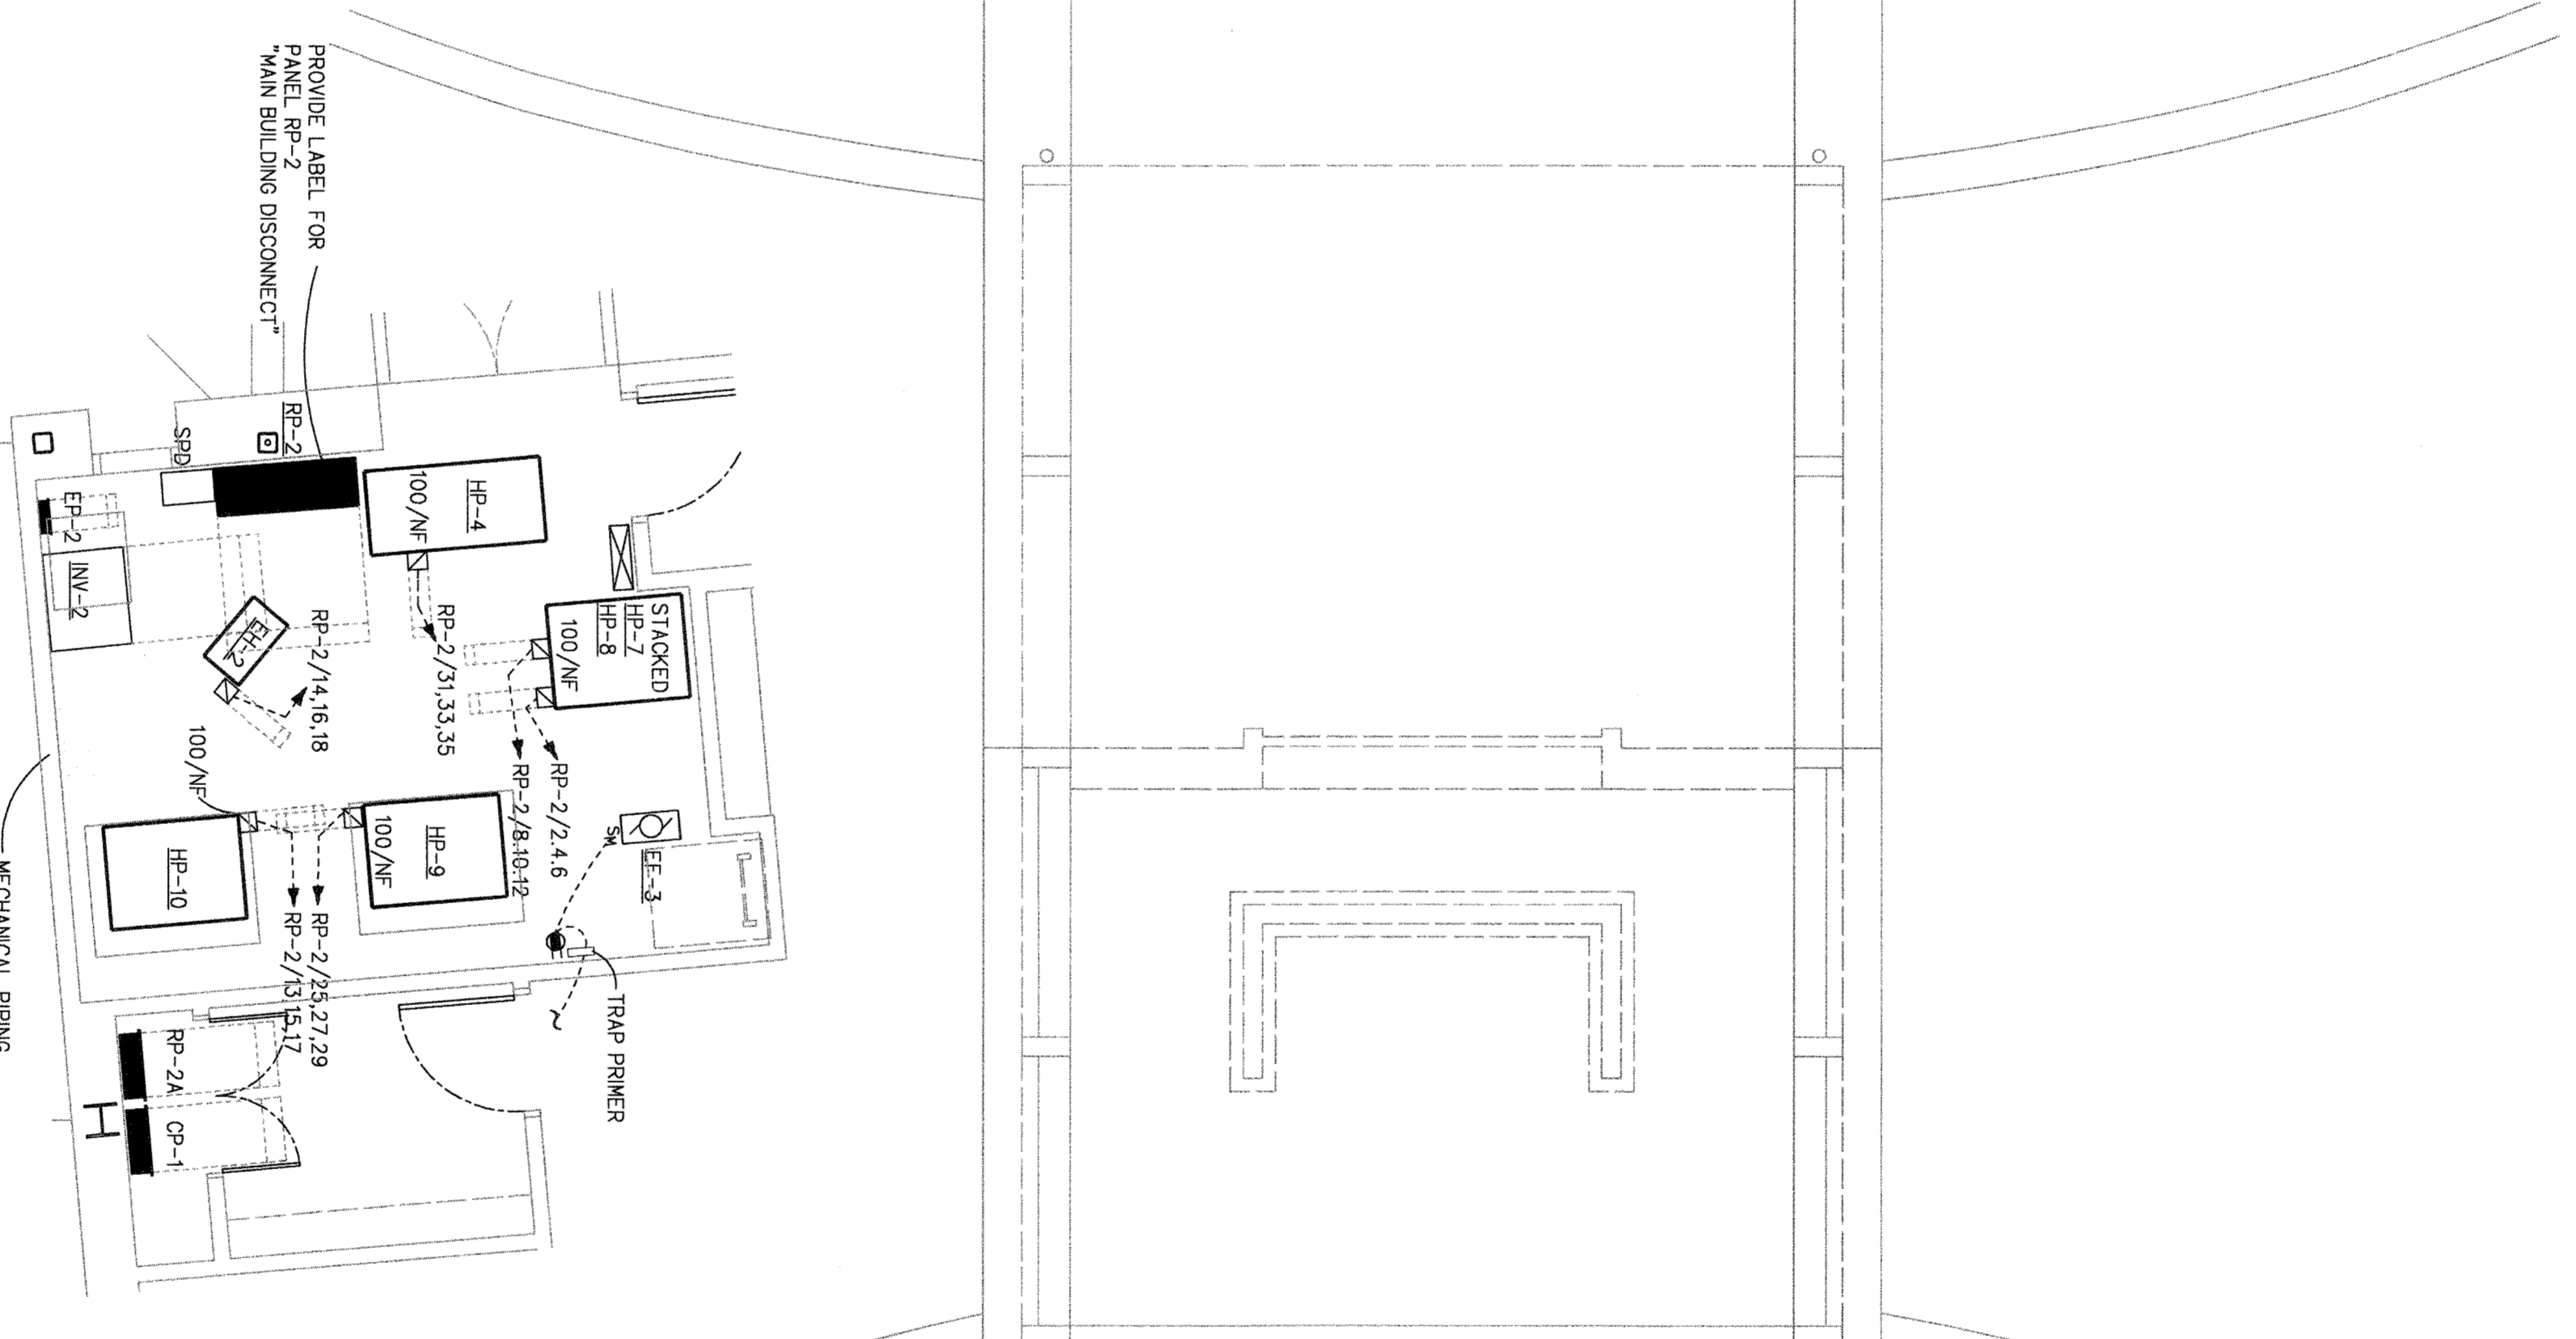 PROVIDE LABEL FOR
PANEL RP-2
"MAIN BUILDING DISCONNECT"
RP-2
SPD
EP-2
INV-2
HP-4
100/NF
STACKED
HP-7
HP-8
100/NF
EH-2
RP-2/14,16,18
RP-2/31,33,35
RP-2/2.4.6
RP-2/8.10.12
100/NF
HP-9
100/NF
HP-10
SM
EF-3
RP-2/25,27,29
RP-2/13,15,17
TRAP PRIMER
RP-2A
CP-1
MECHANICAL PIPING